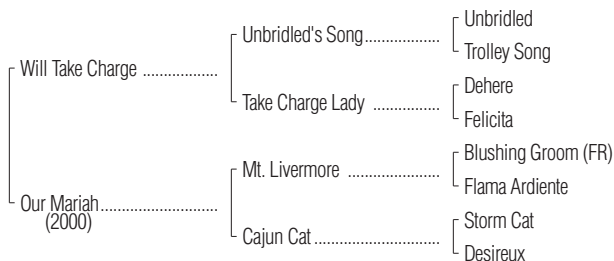 Unbridled
Unbridled's Song
Trolley Song
Will Take Charge
Dehere
Take Charge Lady
Felicita
Blushing Groom (FR)
Mt. Livermore
Flama Ardiente
Our Mariah
(2000)
Storm Cat
Cajun Cat
Desireux